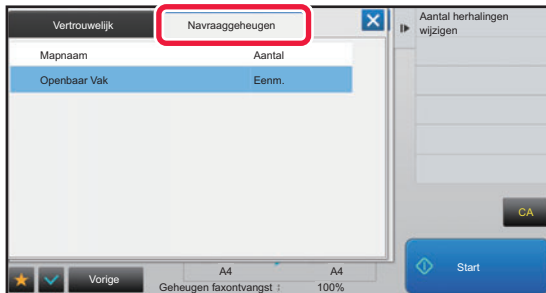 Vertrouwelijk
Navraaggeheugen
Mapnaam Aantal
Openbaar Vak Eenm.
Aantal herhalingen
wijzigen
CA
Start
Vorige
A4 A4
Geheugen faxontvangst : 100%